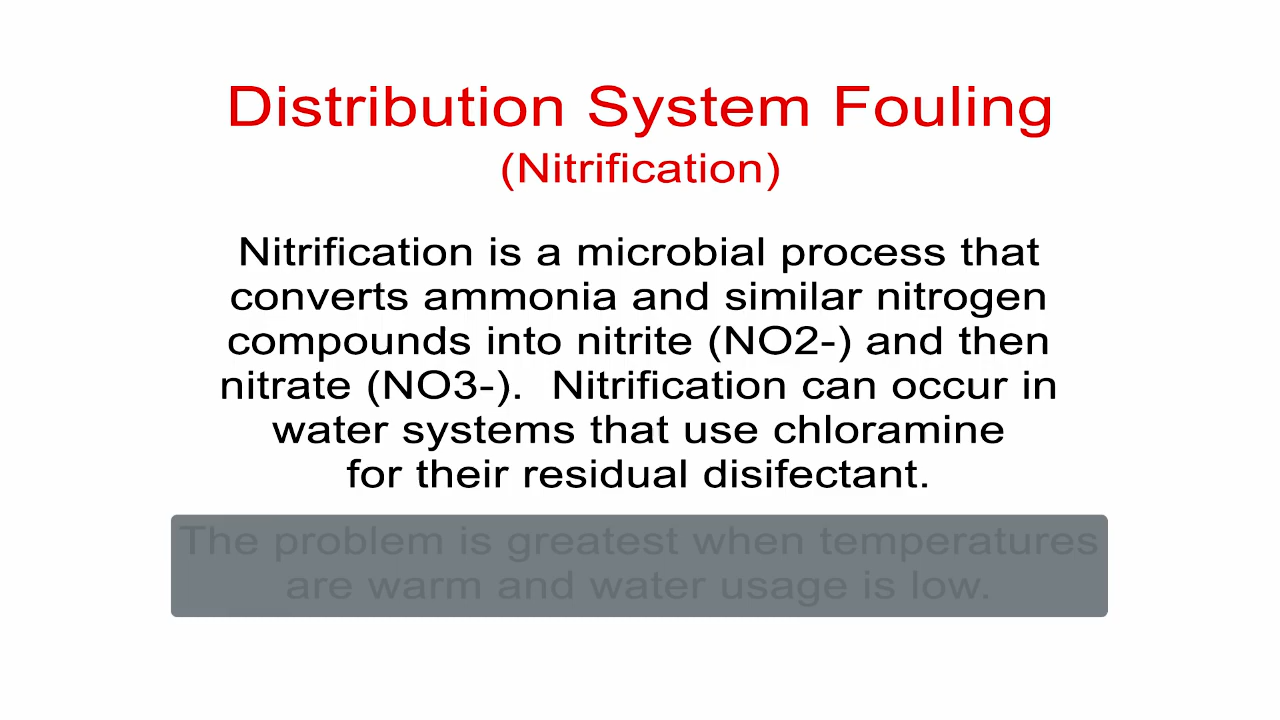 Distribution System Fouling
(Nitrification)
Nitrification is a microbial process that
converts ammonia and similar nitrogen
compounds into nitrite (NO2-) and then
nitrate (NO3-). Nitrification can occur in
water systems that use chloramine
for their residual disifectant.
The problem is greatest when temperatures
are warm and water usage is low.